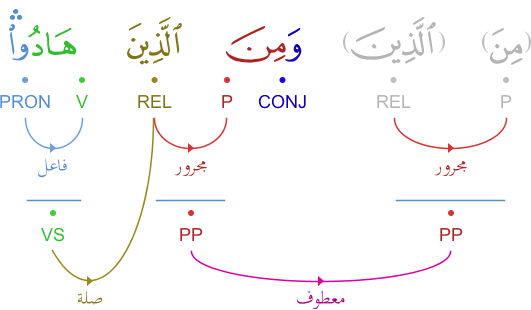 (مِنَ) (ٱلَّذِينَ) وَمِنَ ٱلَّذِينَ هَادُوا۟ۛ
P REL CONJ P REL V PRON
مجرور مجرور فاعل
PP PP VS
معطوف صلة